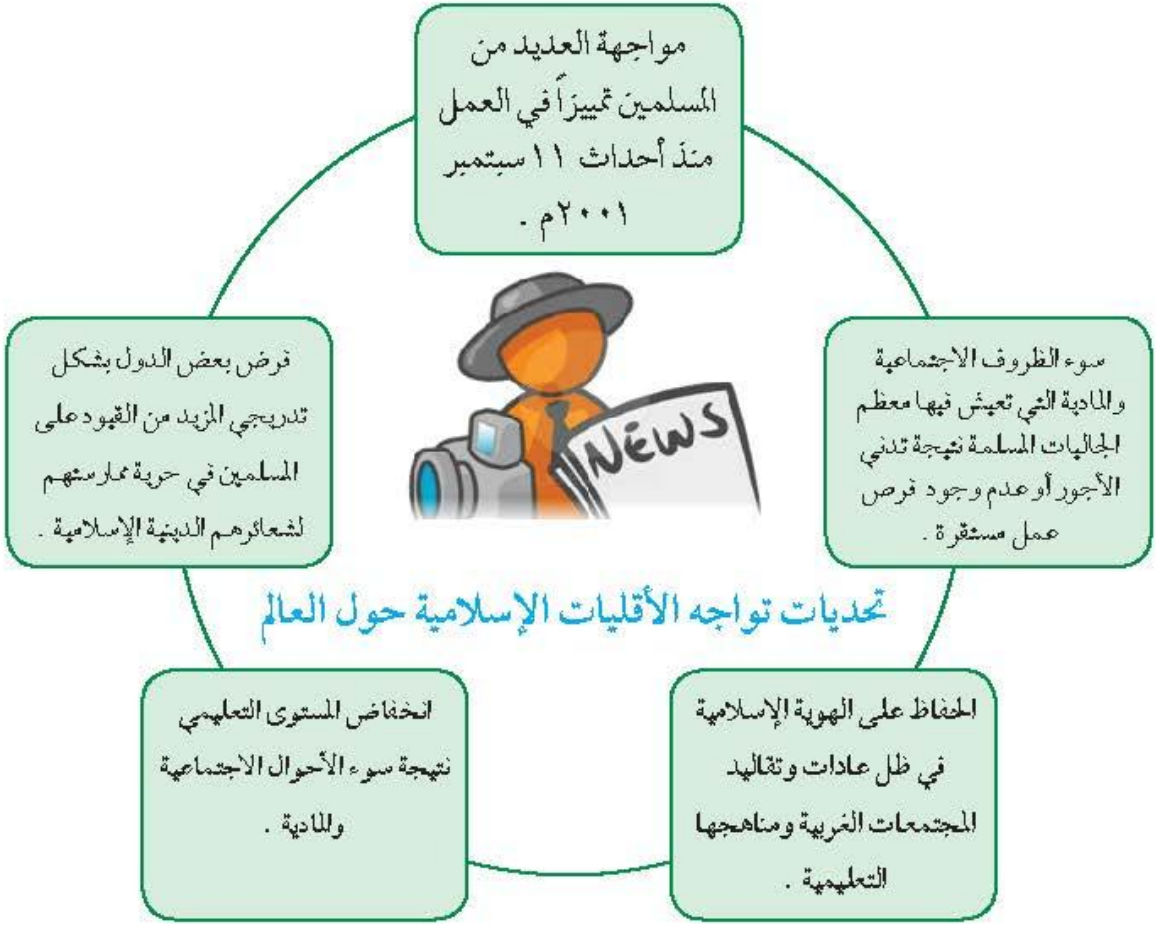 مواجهة العديد من
المسلمين تمييزاً في العمل
منذ أحداث ١١ سبتمبر
٢٠٠١م .
سوء الظروف الاجتماعية
والمادية التي تعيش فيها معظم
الجاليات المسلمة نتيجة تدني
الأجور أو عدم وجود فرص
عمل مستقرة .
فرض بعض الدول بشكل
تدريجي المزيد من القيود على
المسلمين في حرية ممارستهم
لشعائرهم الدينية الإسلامية .
NEWS
تحديات تواجه الأقليات الإسلامية حول العالم
الحفاظ على الهوية الإسلامية
في ظل عادات وتقاليد
المجتمعات الغربية ومناهجها
التعليمية .
انخفاض المستوى التعليمي
نتيجة سوء الأحوال الاجتماعية
والمادية .